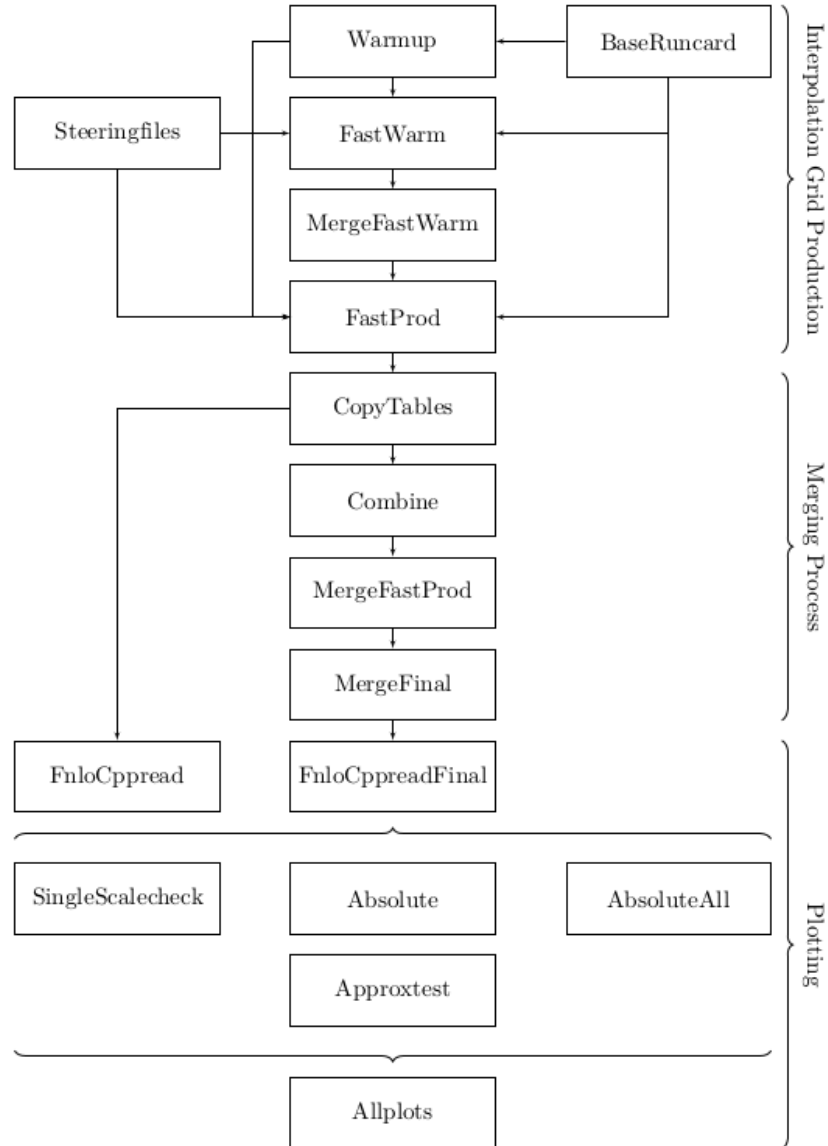 Warmup
BaseRuncard
Steeringfiles
FastWarm
MergeFastWarm
FastProd
Interpolation Grid Production
CopyTables
Combine
MergeFastProd
MergeFinal
Merging Process
FnloCppread
FnloCppreadFinal
SingleScalecheck
Absolute
AbsoluteAll
Approxtest
Plotting
Allplots